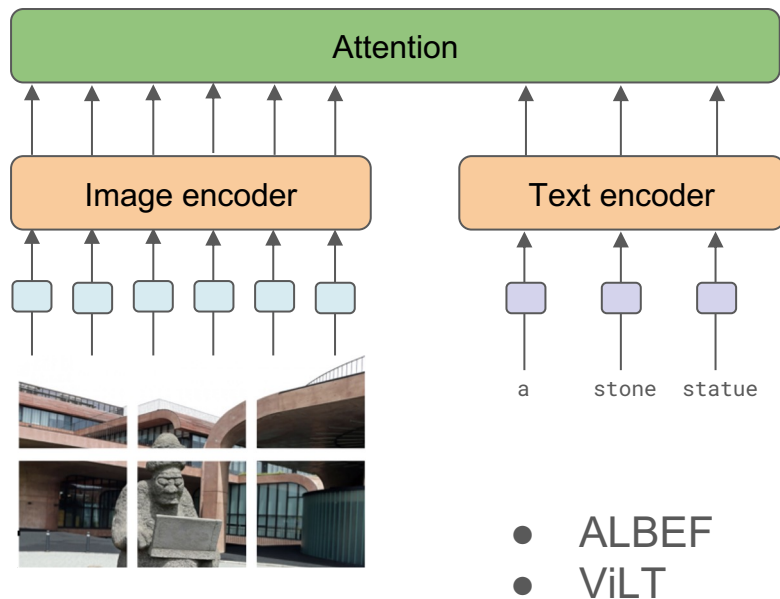 Attention
Image encoder
Text encoder
a stone statue
● ALBEF
● ViLT